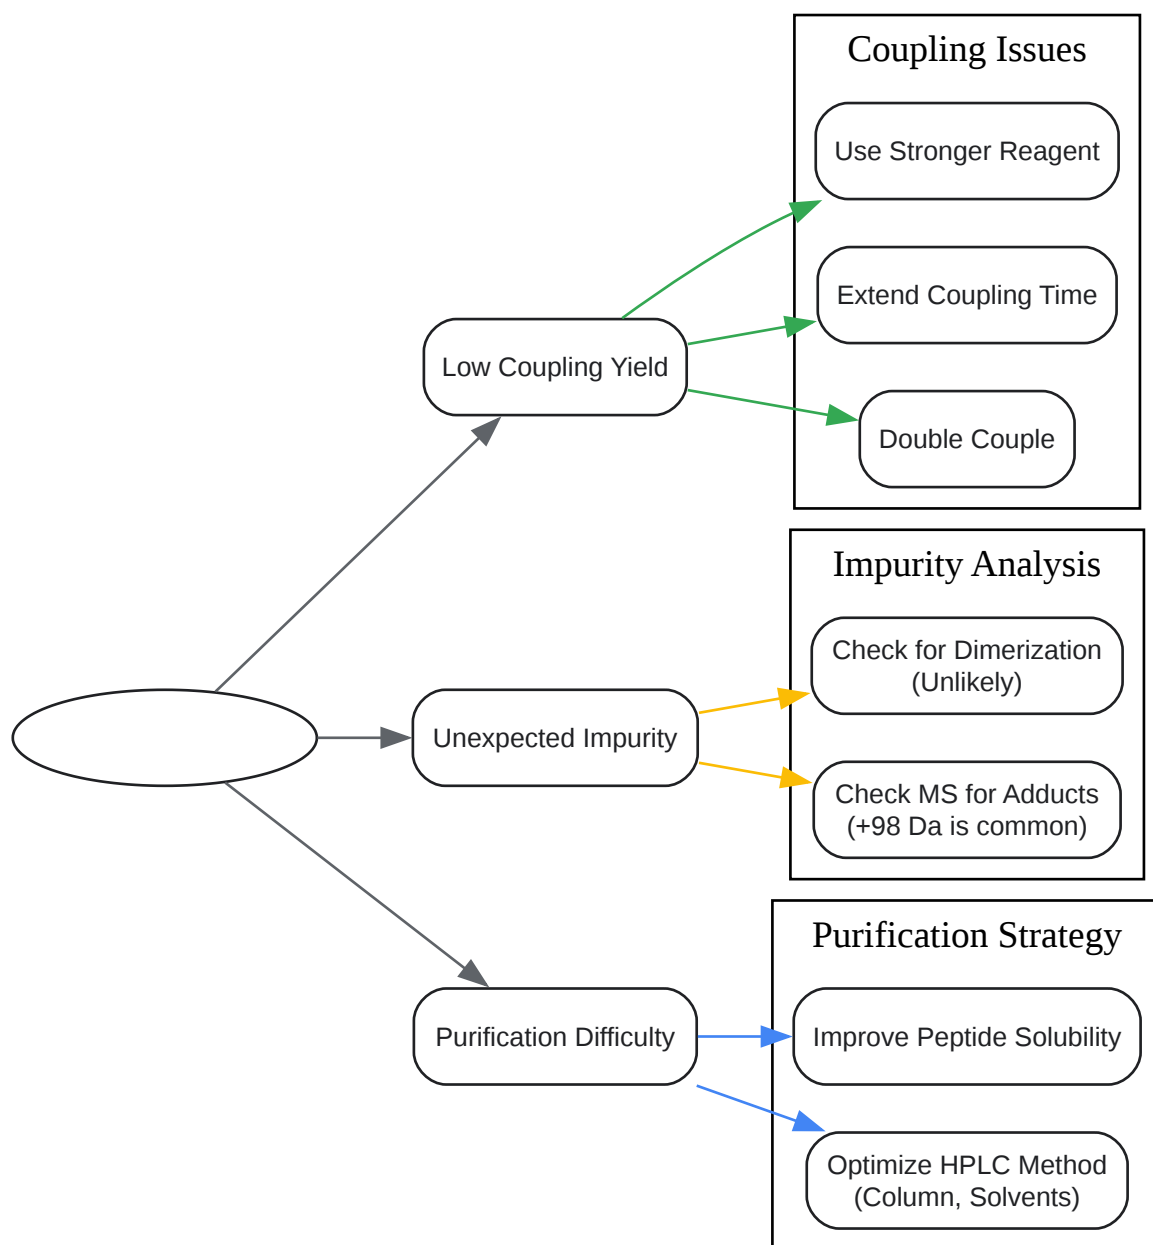 Coupling Issues
Use Stronger Reagent
Extend Coupling Time
Low Coupling Yield
Double Couple
Impurity Analysis
Check for Dimerization
(Unlikely)
Unexpected Impurity
Check MS for Adducts
(+98 Da is common)
Purification Strategy
Purification Difficulty
Improve Peptide Solubility
Optimize HPLC Method
(Column, Solvents)